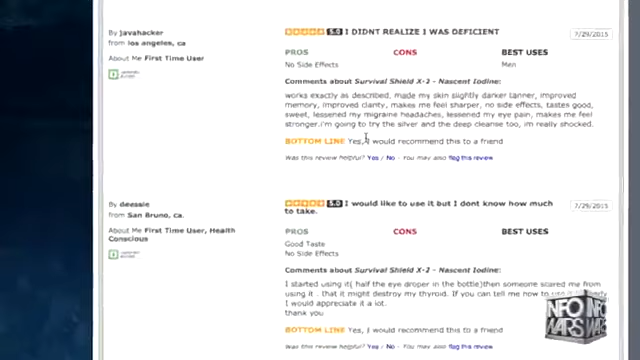 By javahacker
from los angeles, ca
About Me First Time User
5.0 I DIDNT REALIZE I WAS DEFICIENT
7/29/2015
PROS CONS BEST USES
No Side Effects Men
Comments about Survival Shield X-2 - Nascent Iodine:
works exactly as described, made my skin slightly darker tanner, improved
memory, improved clarity, makes me feel sharper, no side effects, tastes good,
sweet, lessened my migraine headaches, lessened my eye pain, makes me feel
stronger.i'm going to try the silver and the deep cleanse too, im really shocked.
BOTTOM LINE Yes, I would recommend this to a friend
Was this review helpful? Yes / No - You may also flag this review
By deessie
from San Bruno, ca.
About Me First Time User, Health
Conscious
5.0 I would like to use it but I dont know how much
to take.
7/29/2015
PROS CONS BEST USES
Good Taste
No Side Effects
Comments about Survival Shield X-2 - Nascent Iodine:
I started using it( half the eye droper in the bottle)then someone scared me from
using it . that it might destroy my thyroid. If you can tell me how to use it
I would appreciate it a lot.
thank you
BOTTOM LINE Yes, I would recommend this to a friend
Was this review helpful? Yes / No - You may also flag this review
INFO
WARS